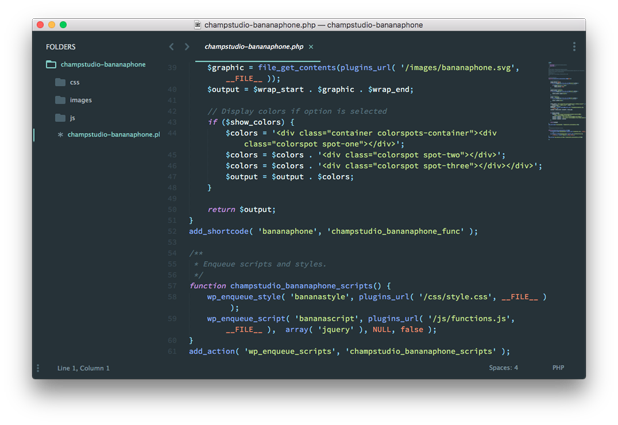 champstudio-bananaphone.php — champstudio-bananaphone
FOLDERS
champstudio-bananaphone
css
images
js
champstudio-bananaphone.pl
champstudio-bananaphone.php ×
39 $graphic = file_get_contents(plugins_url( '/images/bananaphone.svg',
__FILE__ ));
40 $output = $wrap_start . $graphic . $wrap_end;
41
42 // Display colors if option is selected
43 if ($show_colors) {
44 $colors = '<div class="container colorspots-container"><div
class="colorspot spot-one"></div>';
45 $colors = $colors . '<div class="colorspot spot-two"></div>';
46 $colors = $colors . '<div class="colorspot spot-three"></div></div>';
47 $output = $output . $colors;
48 }
49
50 return $output;
51 }
52 add_shortcode( 'bananaphone', 'champstudio_bananaphone_func' );
53
54 /**
55 * Enqueue scripts and styles.
56 */
57 function champstudio_bananaphone_scripts() {
58 wp_enqueue_style( 'bananastyle', plugins_url( '/css/style.css', __FILE__ )
);
59 wp_enqueue_script( 'bananascript', plugins_url( '/js/functions.js',
__FILE__ ), array( 'jquery' ), NULL, false );
60 }
61 add_action( 'wp_enqueue_scripts', 'champstudio_bananaphone_scripts' );
Line 1, Column 1
Spaces: 4
PHP